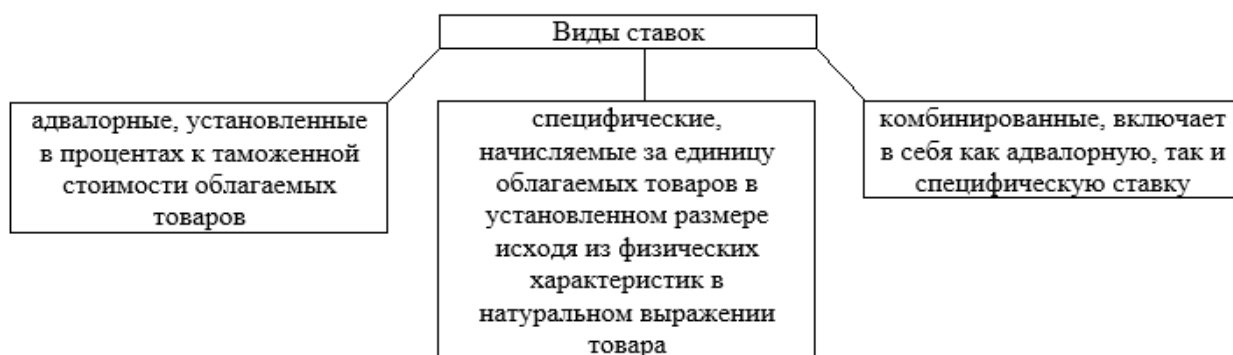 Виды ставок
адвалорные, установленные
в процентах к таможенной
стоимости облагаемых
товаров
специфические,
начисляемые за единицу
облагаемых товаров в
установленном размере
исходя из физических
характеристик в
натуральном выражении
товара
комбинированные, включает
в себя как адвалорную, так и
специфическую ставку